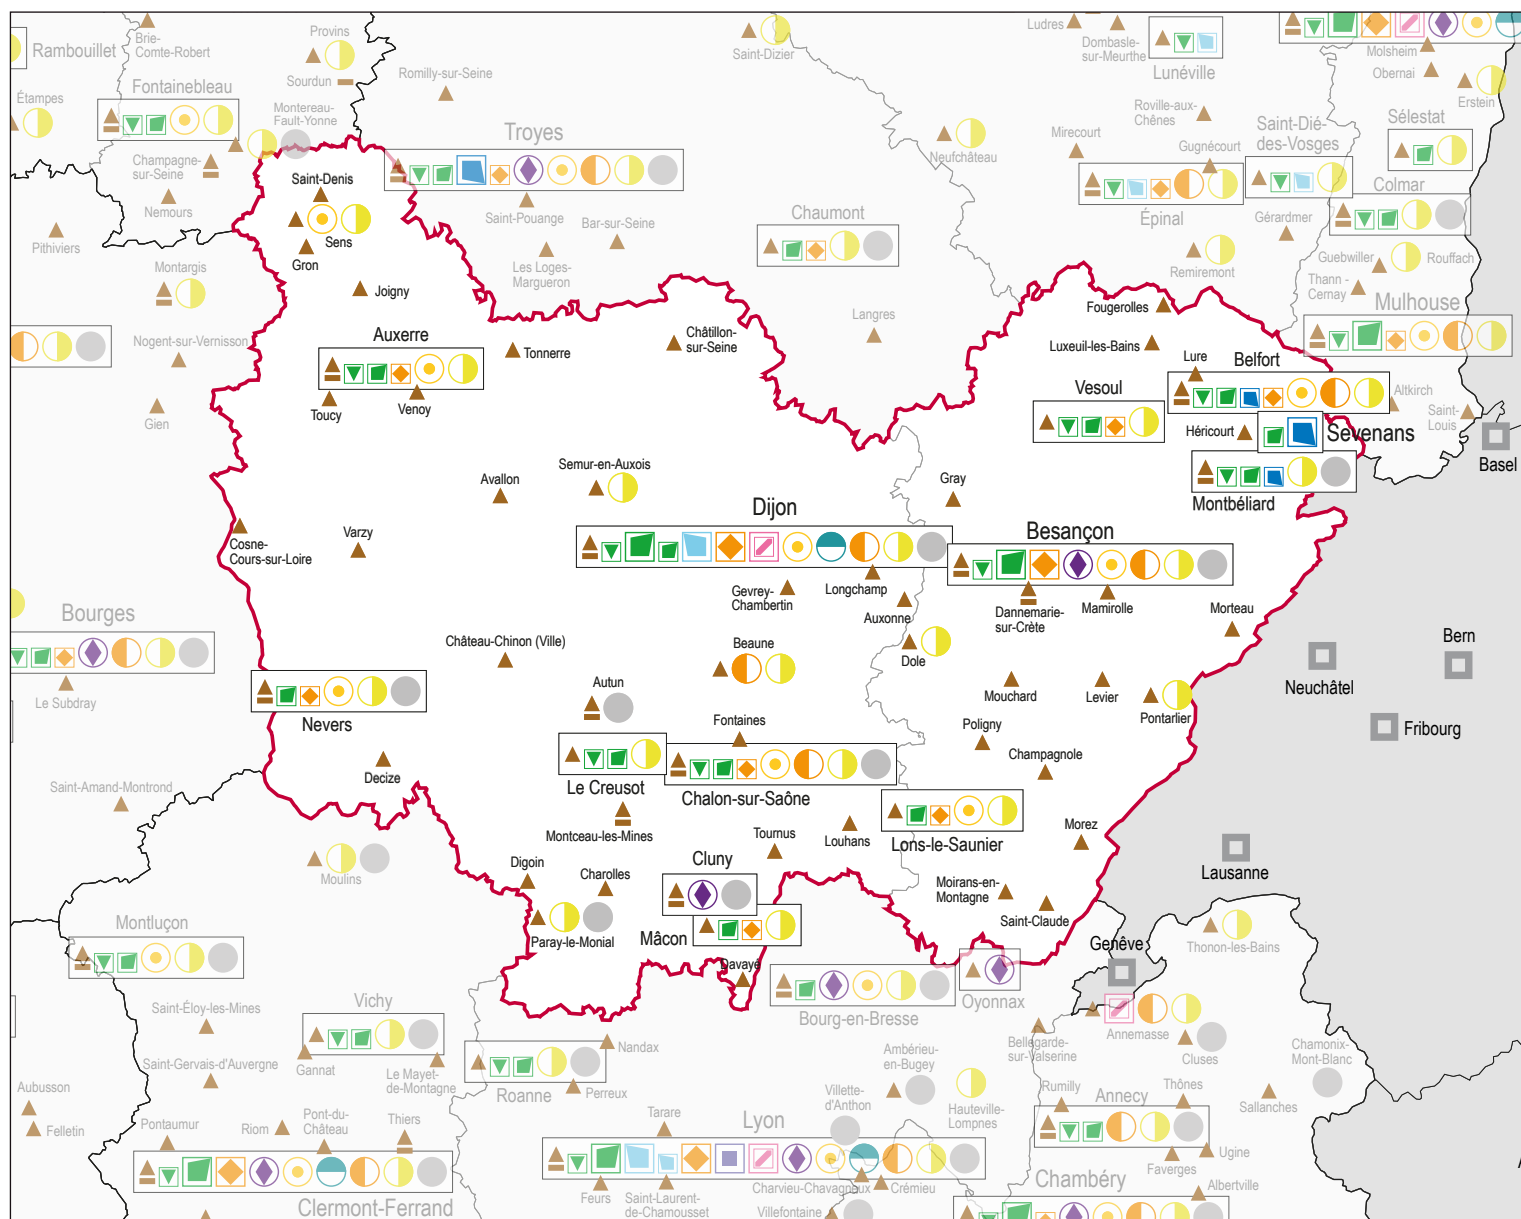 Rambouillet
Brie-
Comte-Robert
Provins
Sourdun
Saint-Dizier
Ludres
Dombasle-
sur-Meurthe
Lunéville
Molsheim
Obernai
Erstein
Étampes
Fontainebleau
Montereau-
Fault-Yonne
Romilly-sur-Seine
Troyes
Roville-aux-
Chênes
Mirecourt
Gugnécourt
Saint-Dié-
des-Vosges
Sélestat
Champagne-
sur-Seine
Nemours
Saint-Denis
Neufchâteau
Épinal
Gérardmer
Colmar
Pithiviers
Sens
Gron
Saint-Pouange
Bar-sur-Seine
Chaumont
Les Loges-
Margueron
Remiremont
Guebwiller
Rouffach
Thann -
Cernay
Mulhouse
Montargis
Joigny
Langres
Fougerolles
Nogent-sur-Vernisson
Auxerre
Tonnerre
Châtillon-
sur-Seine
Luxeuil-les-Bains
Lure
Belfort
Vesoul
Altkirch
Saint-
Louis
Gien
Toucy
Venoy
Héricourt
Sevenans
Basel
Avallon
Semur-en-Auxois
Gray
Montbéliard
Dijon
Besançon
Cosne-
Cours-sur-Loire
Varzy
Gevrey-
Chambertin
Longchamp
Auxonne
Dannemarie-
sur-Crète
Mamirolle
Morteau
Bourges
Château-Chinon (Ville)
Beaune
Dole
Neuchâtel
Bern
Le Subdray
Nevers
Autun
Mouchard
Levier
Pontarlier
Fribourg
Fontaines
Poligny
Champagnole
Decize
Le Creusot
Chalon-sur-Saône
Saint-Amand-Montrond
Montceau-les-Mines
Tournus
Louhans
Lons-le-Saunier
Morez
Lausanne
Moulins
Digoin
Charolles
Cluny
Moirans-en-
Montagne
Saint-Claude
Montluçon
Paray-le-Monial
Mâcon
Davayé
Genève
Thonon-les-Bains
Oyonnax
Bourg-en-Bresse
Saint-Éloy-les-Mines
Vichy
Bellegarde-
sur-Valserine
Annemasse
Cluses
Chamonix-
Mont-Blanc
Saint-Gervais-d'Auvergne
Gannat
Le Mayet-
de-Montagne
Roanne
Nandax
Perreux
Ambérieu-
en-Bugey
Villette-
d'Anthon
Hauteville-
Lompnes
Rumilly
Annecy
Thônes
Sallanches
Aubusson
Felletin
Pontaumur
Riom
Pont-du-
Château
Thiers
Tarare
Lyon
Faverges
Ugine
Albertville
Clermont-Ferrand
Feurs
Saint-Laurent-
de-Chamousset
Charvieu-Chavagneux
Crémieu
Villefontaine
Chambéry